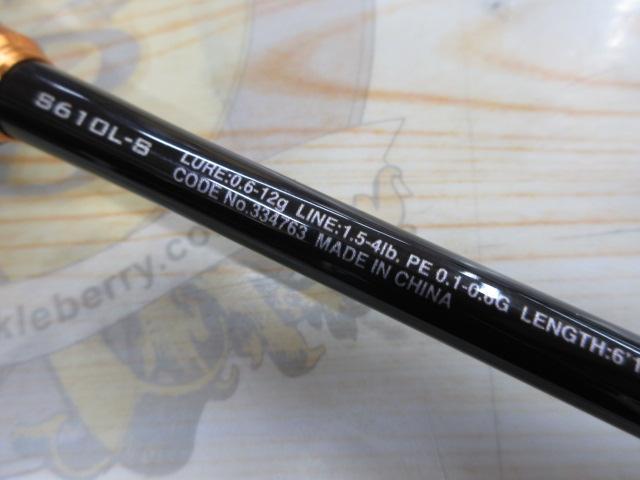 S610L-S
LURE:0.6-12g LINE:1.5-4lb. PE 0.1-0.6G LENGTH:6'1
CODE No.334763 MADE IN CHINA
kleberry.co